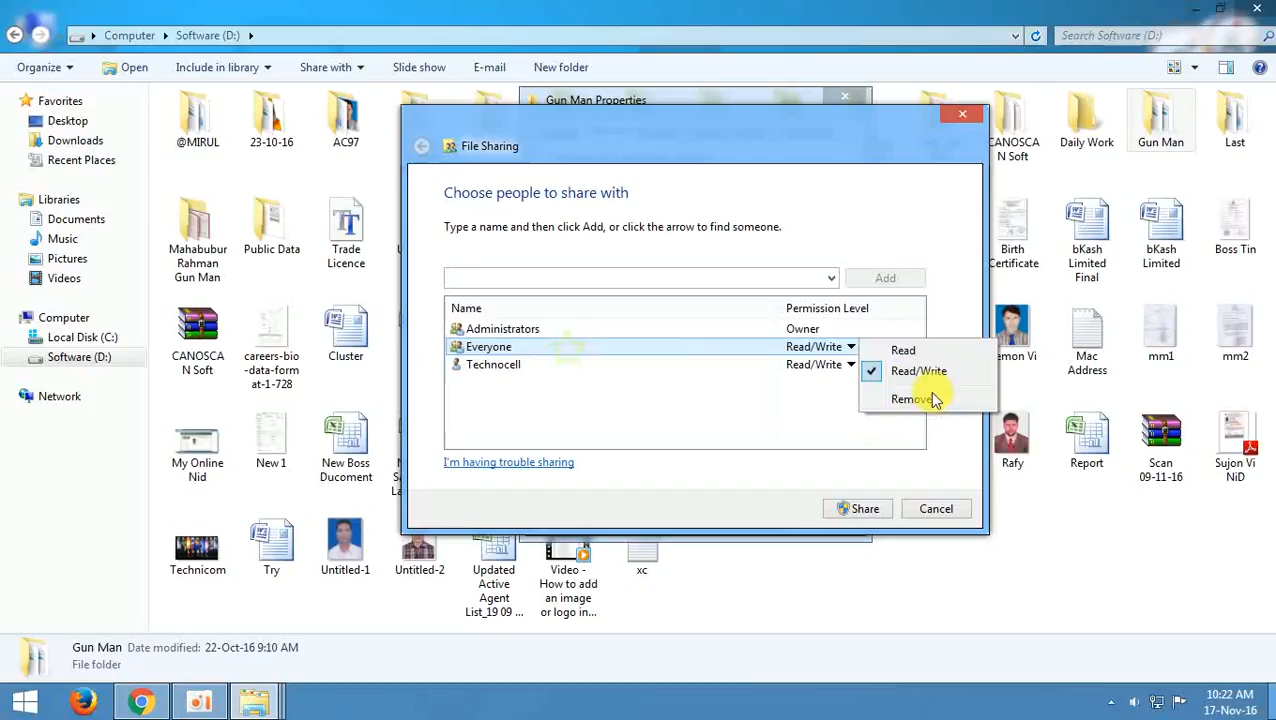 Computer
Software (D:)
Search Software (D:)
Organize
Open
Include in library
Share with
Slide show
E-mail
New folder
Favorites
Desktop
Downloads
Recent Places
Libraries
Documents
Music
Pictures
Videos
Computer
Local Disk (C:)
Software (D:)
Network
@MIRUL
23-10-16
AC97
Gun Man Properties
CANOSCAN
N Soft
Daily Work
Gun Man
Last
File Sharing
Choose people to share with
Type a name and then click Add, or click the arrow to find someone.
Add
Name
Permission Level
Administrators
Owner
Everyone
Read/Write
Technocell
Read/Write
Read
Read/Write
Remove
I'm having trouble sharing
Share
Cancel
Mahabubur
Rahman
Gun Man
Public Data
Trade
Licence
Birth
Certificate
bKash
Limited
Final
bKash
Limited
Boss Tin
CANOSCA
N Soft
careers-bio
-data-form
at-1-728
Cluster
emon Vi
Mac
Address
mm1
mm2
My Online
Nid
New 1
New Boss
Ducoment
Rafy
Report
Scan
09-11-16
Sujon Vi
NiD
Technicom
Try
Untitled-1
Untitled-2
Updated
Active
Agent
List_19 09 ...
Video -
How to add
an image
or logo in...
xc
Gun Man
Date modified: 22-Oct-16 9:10 AM
File folder
10:22 AM
17-Nov-16